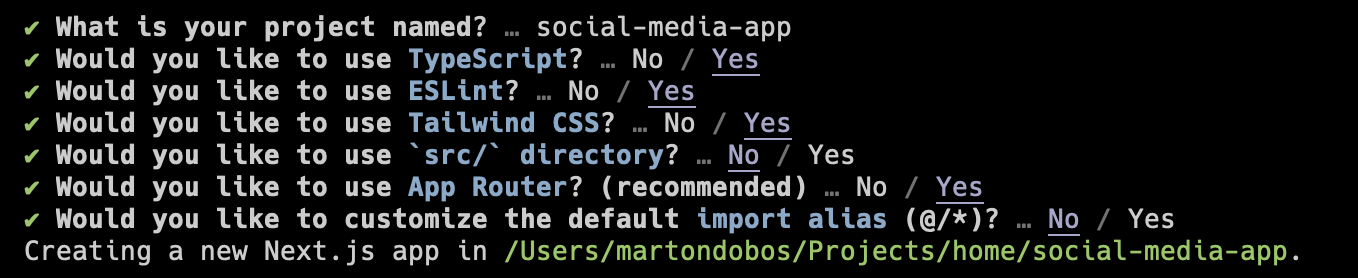 ✔ What is your project named? … social-media-app
✔ Would you like to use TypeScript? … No / Yes
✔ Would you like to use ESLint? … No / Yes
✔ Would you like to use Tailwind CSS? … No / Yes
✔ Would you like to use `src/` directory? … No / Yes
✔ Would you like to use App Router? (recommended) … No / Yes
✔ Would you like to customize the default import alias (@/*)? … No / Yes
Creating a new Next.js app in /Users/martondobos/Projects/home/social-media-app.